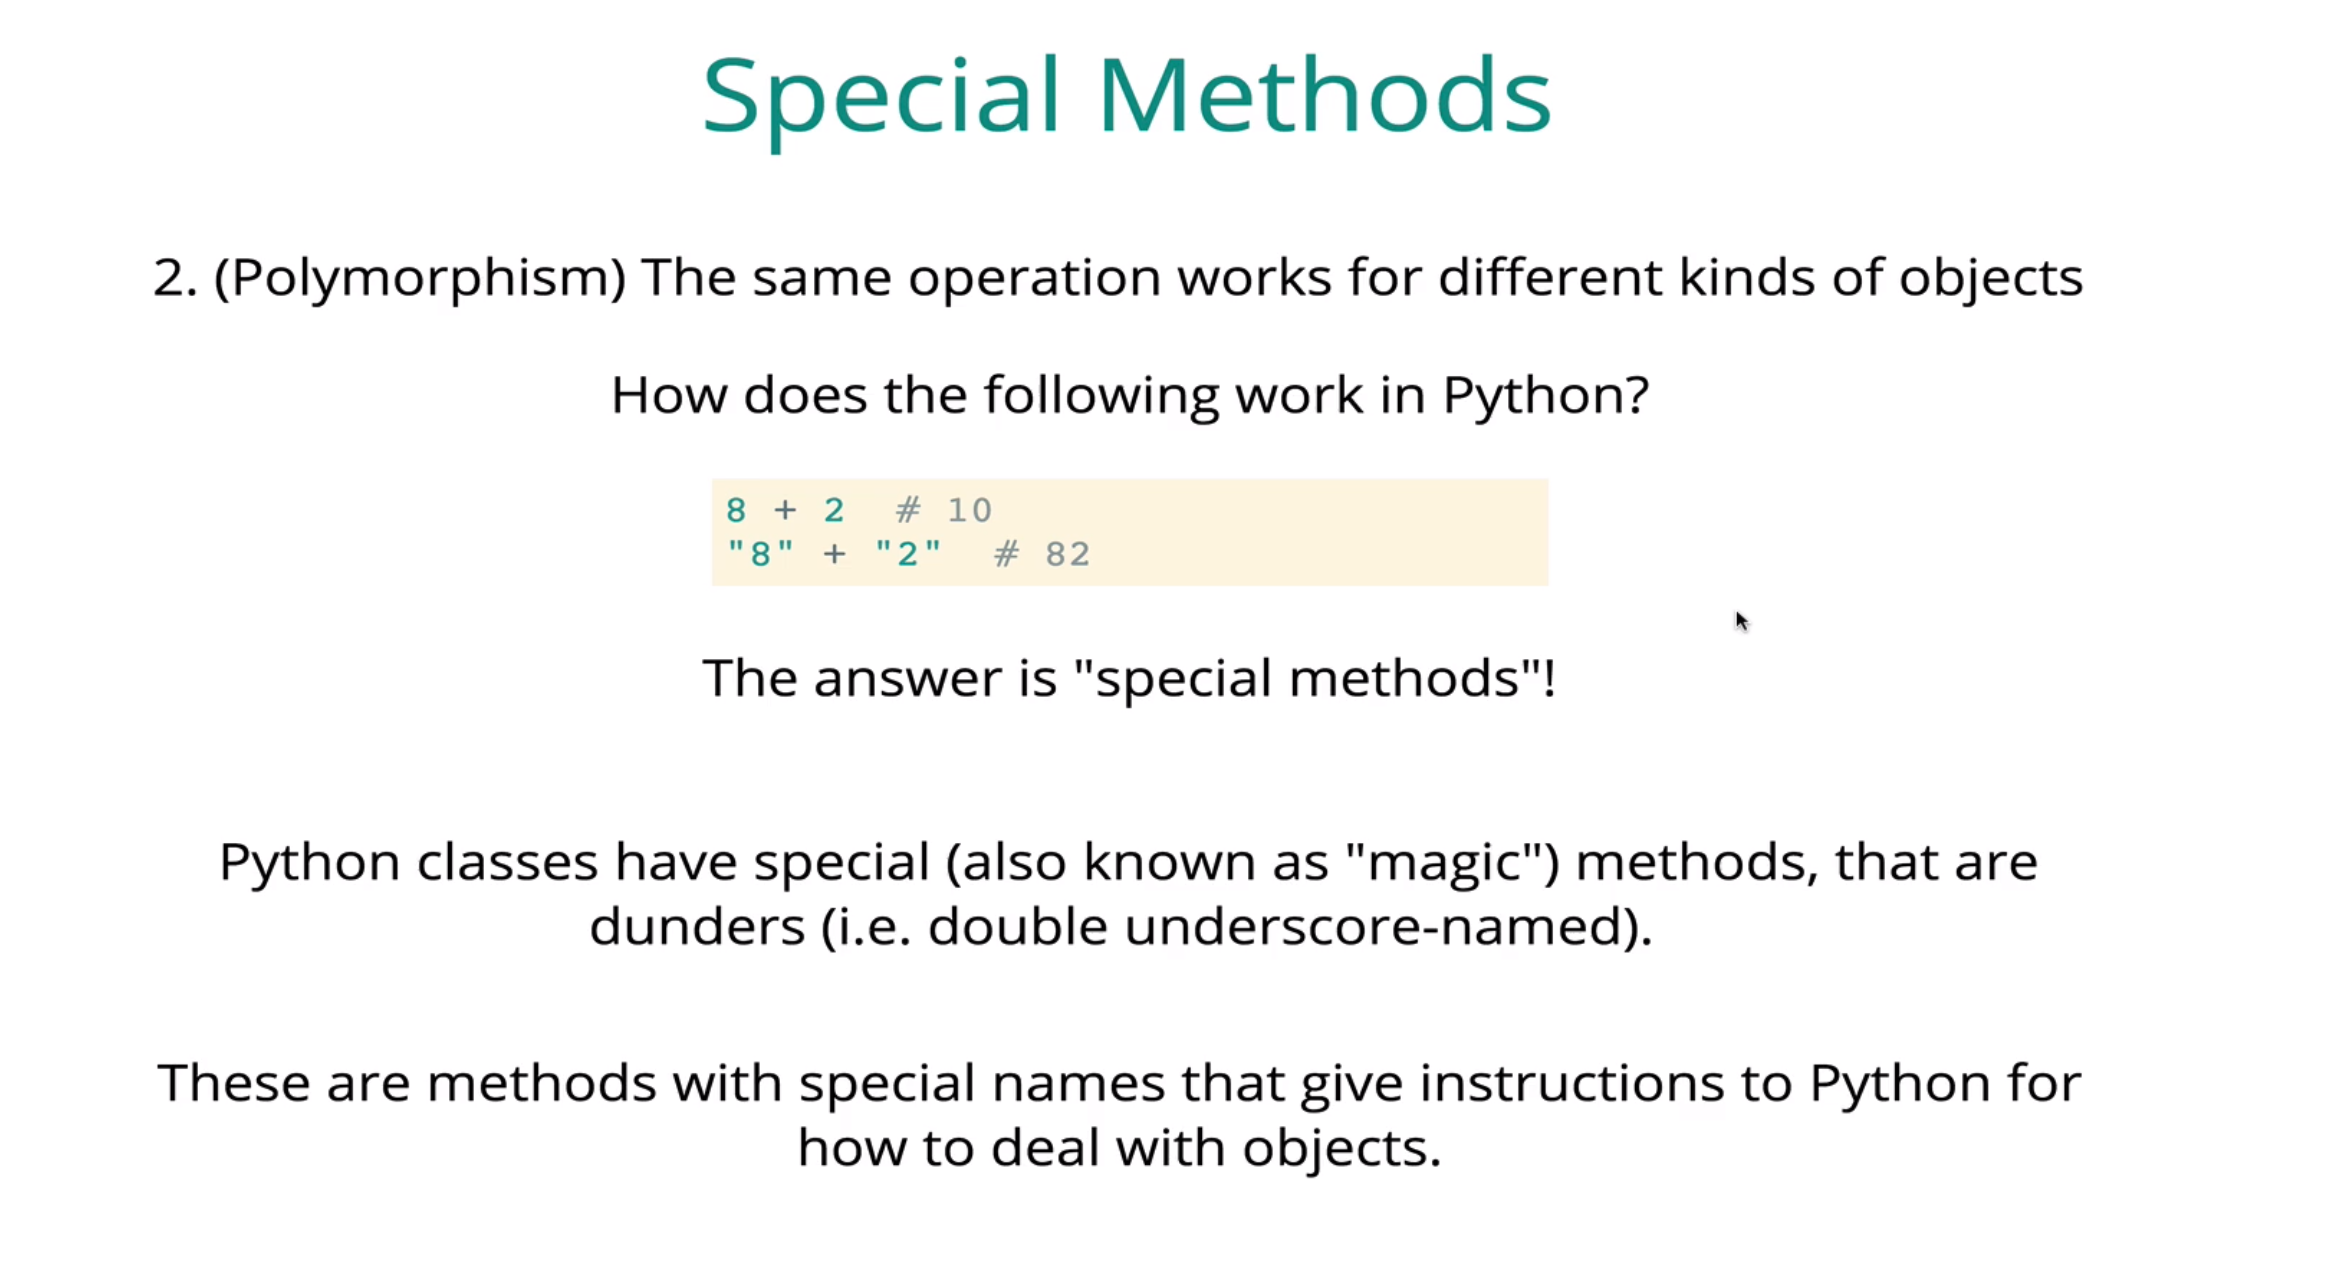 Special Methods
2. (Polymorphism) The same operation works for different kinds of objects
How does the following work in Python?
8 + 2  # 10
"8" + "2"  # 82
The answer is "special methods"!
Python classes have special (also known as "magic") methods, that are
dunders (i.e. double underscore-named).
These are methods with special names that give instructions to Python for
how to deal with objects.